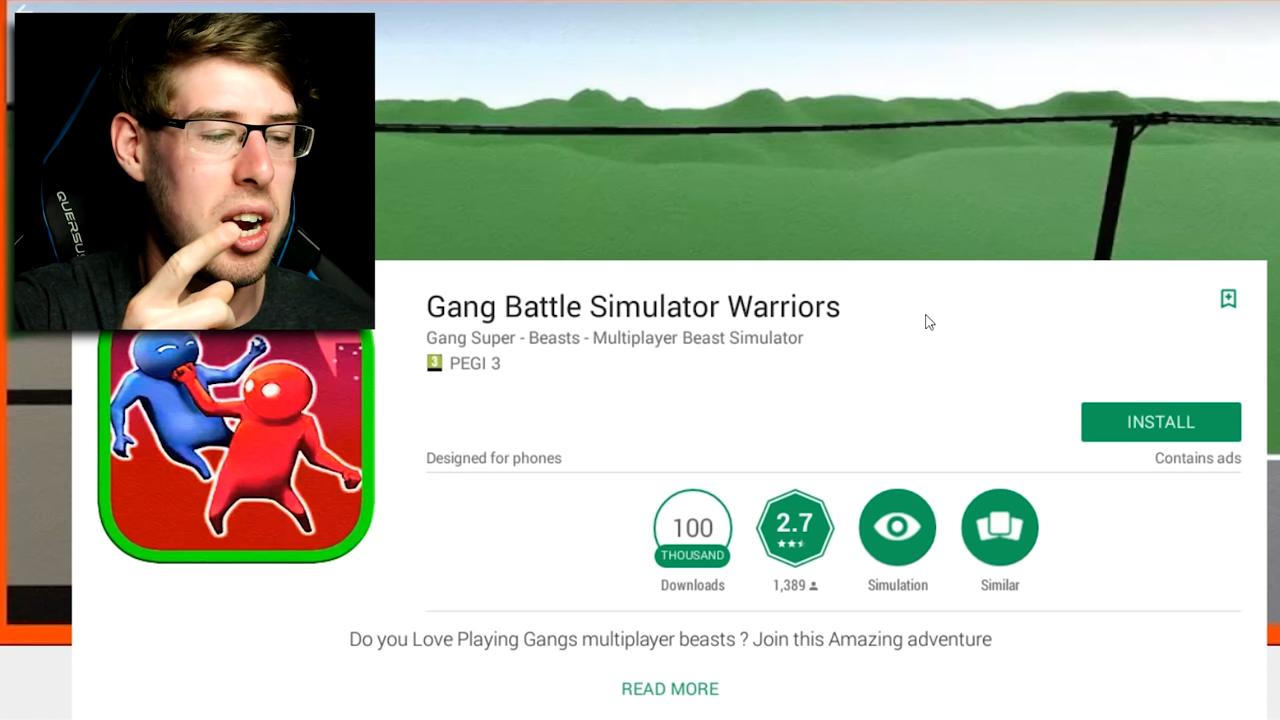 QUERSUS
Gang Battle Simulator Warriors
Gang Super - Beasts - Multiplayer Beast Simulator
3 PEGI 3
INSTALL
Designed for phones
Contains ads
100
THOUSAND
Downloads
2.7
1,389
Simulation
Similar
Do you Love Playing Gangs multiplayer beasts ? Join this Amazing adventure
READ MORE